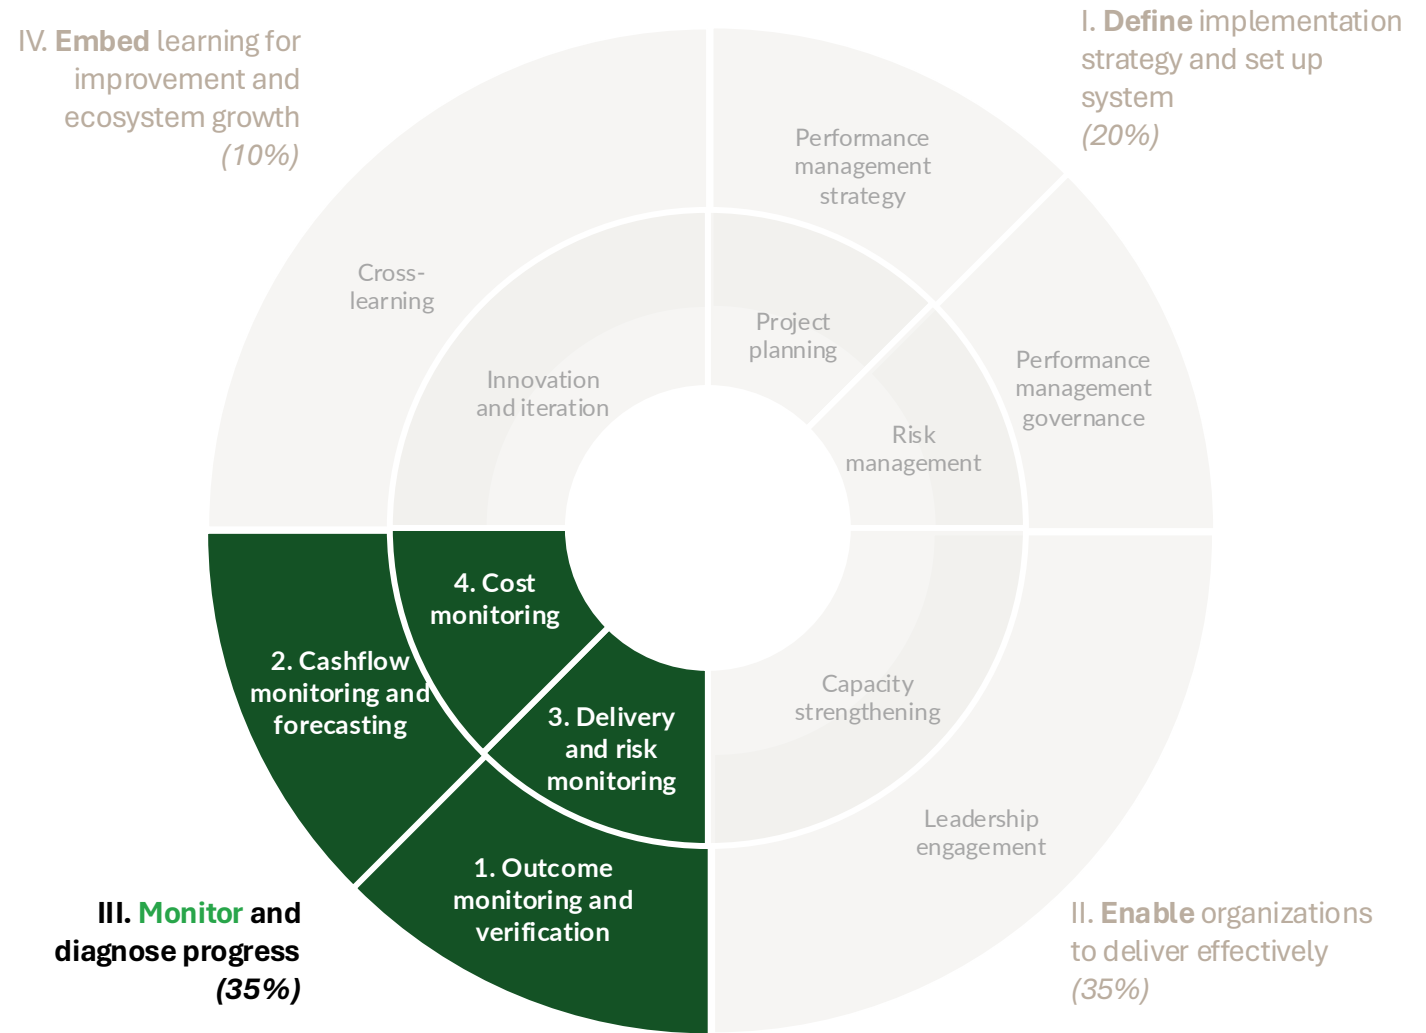 IV. Embed learning for
improvement and
ecosystem growth
(10%)
I. Define implementation
strategy and set up
system
(20%)
Performance
management
strategy
Cross-
learning
Project
planning
Innovation
and iteration
Performance
management
governance
Risk
management
4. Cost
monitoring
2. Cashflow
monitoring and
forecasting
3. Delivery
and risk
monitoring
Capacity
strengthening
Leadership
engagement
1. Outcome
monitoring and
verification
III. Monitor and
diagnose progress
(35%)
II. Enable organizations
to deliver effectively
(35%)